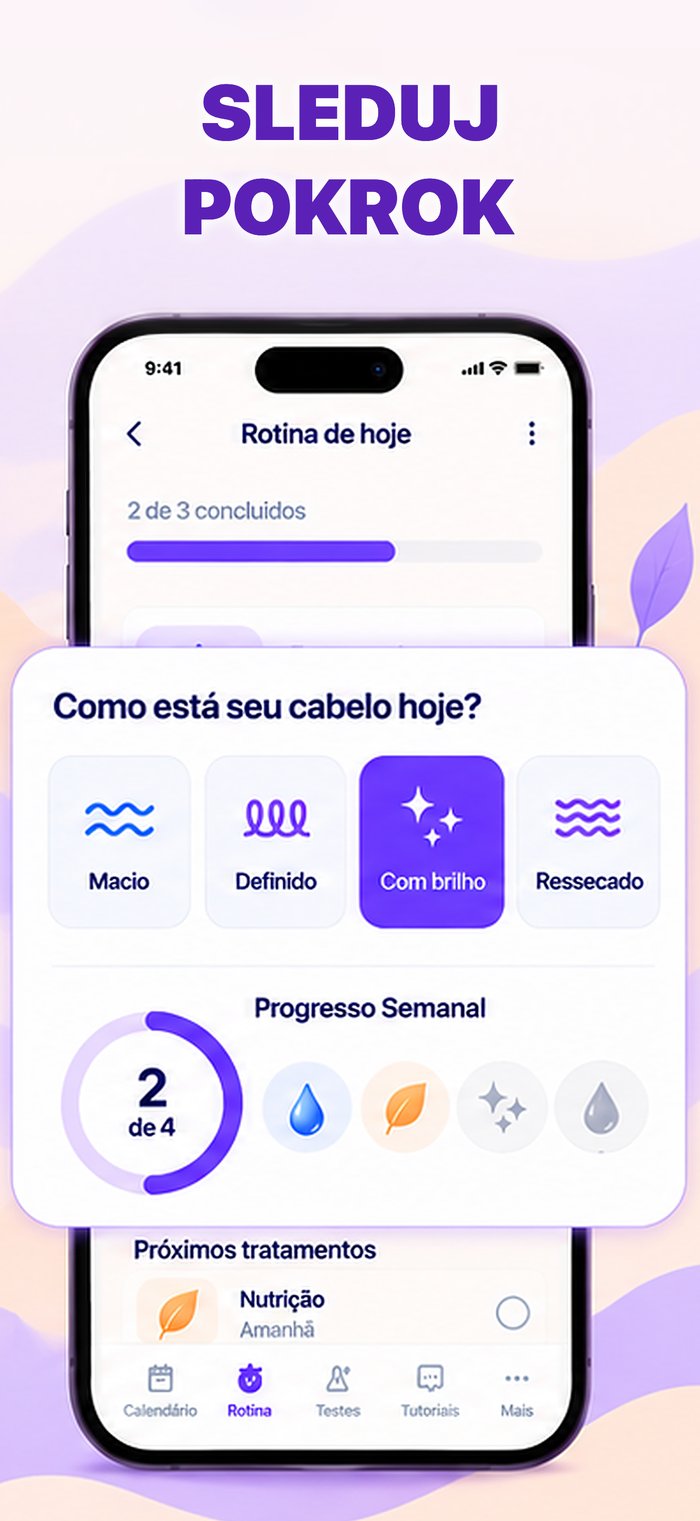 SLEDUJ
POKROK
9:41
Rotina de hoje
2 de 3 concluidos
Como está seu cabelo hoje?
Macio
Definido
Com brilho
Ressecado
Progresso Semanal
2
de 4
Próximos tratamentos
Nutrição
Amanhã
Calendário
Rotina
Testes
Tutoriais
Mais